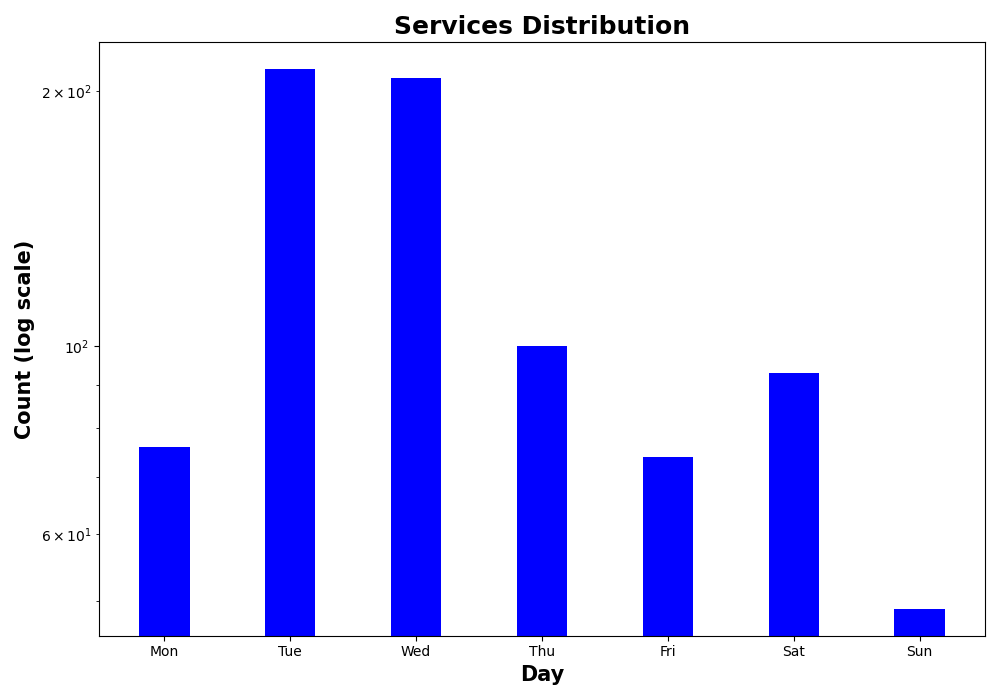 Services Distribution
Count (log scale)
2 × 10²
10²
6 × 10¹
Mon Tue Wed Thu Fri Sat Sun
Day